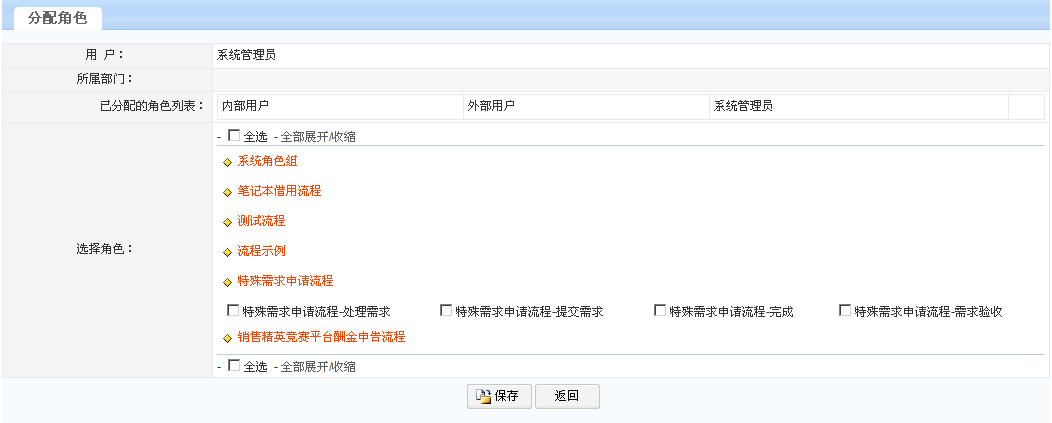 分配角色
用 户： 系统管理员
所属部门：
已分配的角色列表： 内部用户 外部用户 系统管理员
- 全选 - 全部展开/收缩
系统角色组
笔记本借用流程
测试流程
流程示例
选择角色：
特殊需求申请流程
特殊需求申请流程-处理需求 特殊需求申请流程-提交需求 特殊需求申请流程-完成 特殊需求申请流程-需求验收
销售精英竞赛平台酬金申告流程
- 全选 - 全部展开/收缩
保存 返回